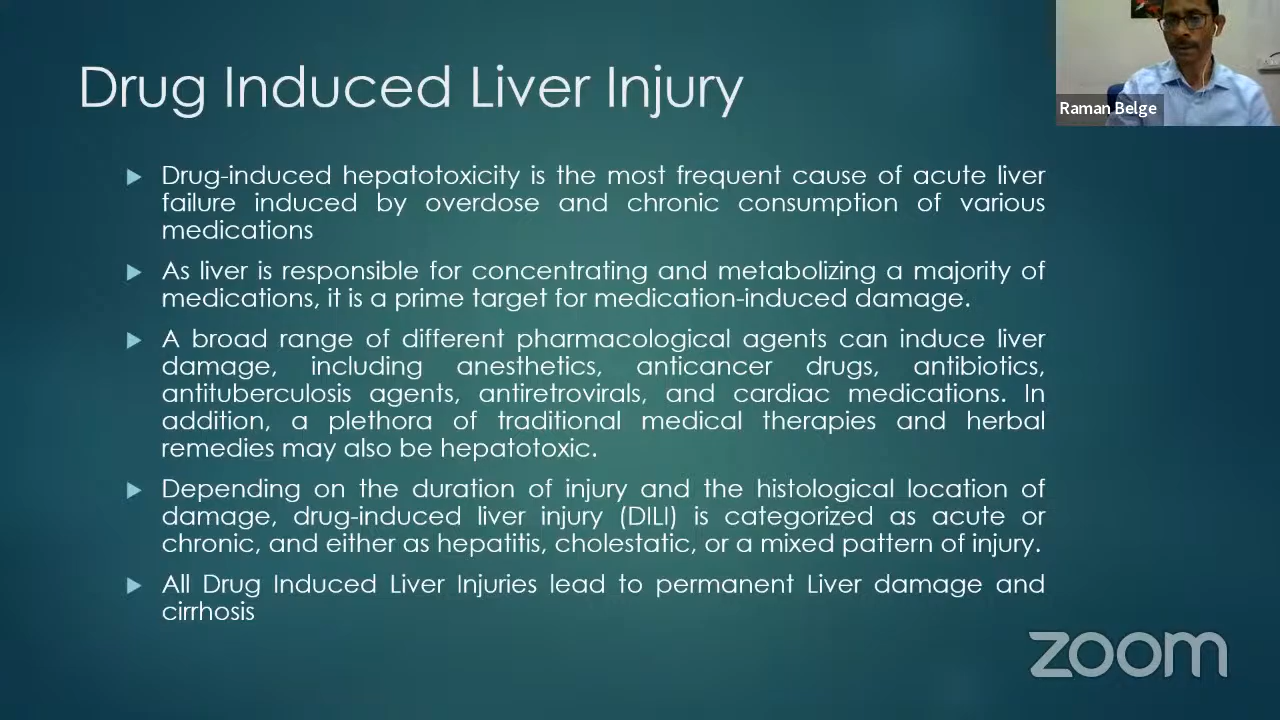 Drug Induced Liver Injury
Raman Belge
Drug-induced hepatotoxicity is the most frequent cause of acute liver
failure induced by overdose and chronic consumption of various
medications
As liver is responsible for concentrating and metabolizing a majority of
medications, it is a prime target for medication-induced damage.
A broad range of different pharmacological agents can induce liver
damage, including anesthetics, anticancer drugs, antibiotics,
antituberculosis agents, antiretrovirals, and cardiac medications. In
addition, a plethora of traditional medical therapies and herbal
remedies may also be hepatotoxic.
Depending on the duration of injury and the histological location of
damage, drug-induced liver injury (DILI) is categorized as acute or
chronic, and either as hepatitis, cholestatic, or a mixed pattern of injury.
All Drug Induced Liver Injuries lead to permanent Liver damage and
cirrhosis
zoom